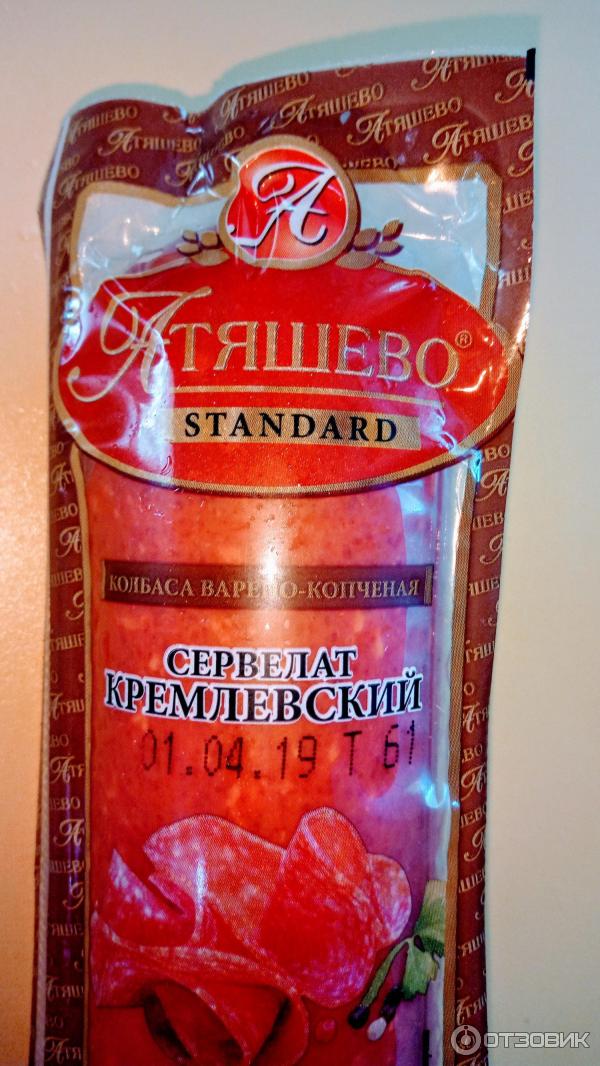 А
Атяшево®
STANDARD
КОЛБАСА ВАРЕНО-КОПЧЕНАЯ
СЕРВЕЛАТ
КРЕМЛЕВСКИЙ
01.04.19 Т 61
ОТЗОВИК